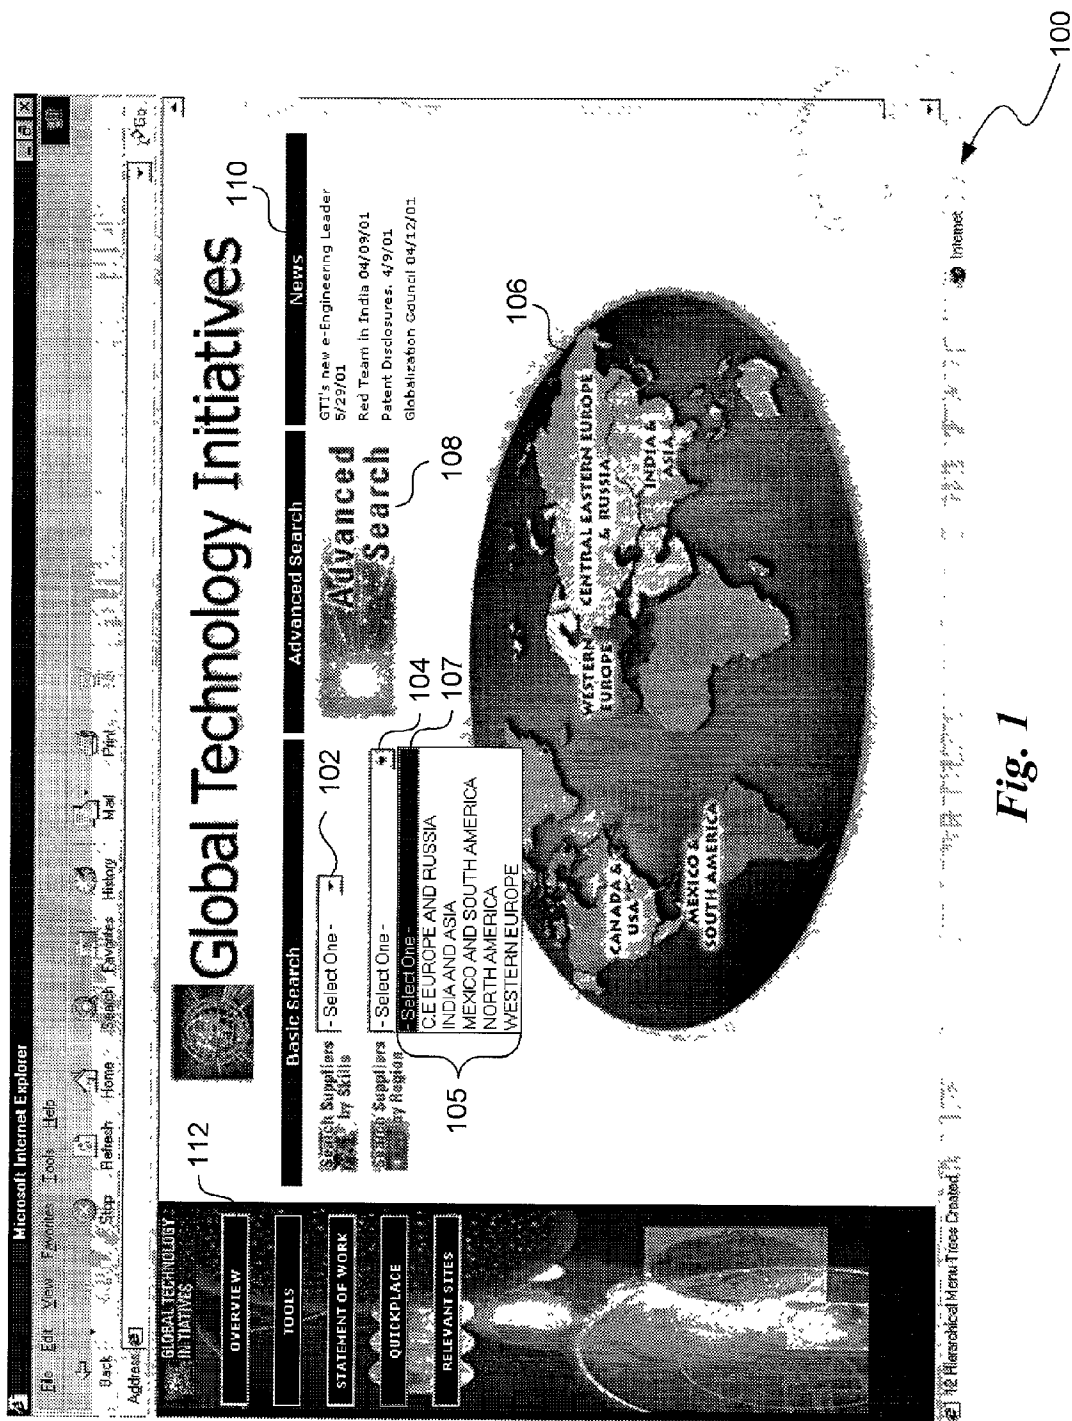 Microsoft Internet Explorer
File Edit View Favorites Tools Help
Back Stop Refresh Home Search Favorites History Mail Print
Address Go
GLOBAL TECHNOLOGY
INITIATIVES
112
OVERVIEW
TOOLS
STATEMENT OF WORK
QUICKPLACE
RELEVANT SITES
Global Technology Initiatives
110
Basic Search
Advanced Search
News
Search Suppliers
by Skills
- Select One -
102
Search Suppliers
by Region
- Select One -
104
- Select One -
107
C.E EUROPE AND RUSSIA
INDIA AND ASIA
MEXICO AND SOUTH AMERICA
NORTH AMERICA
WESTERN EUROPE
105
Advanced
Search
108
GTI's new e-Engineering Leader
5/29/01
Red Team in India 04/09/01
Patent Disclosures. 4/9/01
Globalization Council 04/12/01
106
CANADA &
USA
MEXICO &
SOUTH AMERICA
WESTERN
EUROPE
CENTRAL EASTERN EUROPE
& RUSSIA
INDIA &
ASIA
12 Hierarchical Menu Trees Created
Internet
100
Fig. 1